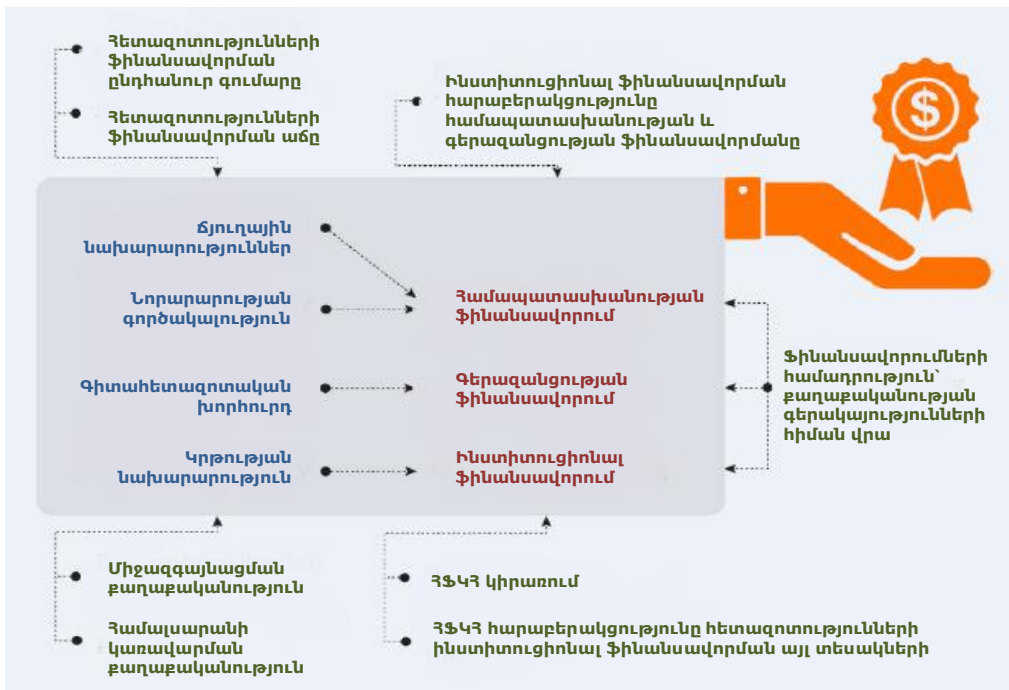 Հետազոտությունների
ֆինանսավորման
ընդհանուր գումարը
Հետազոտությունների
ֆինանսավորման աճը
Ինստիտուցիոնալ ֆինանսավորման
հարաբերակցությունը
համապատասխանության և
գերազանցության ֆինանսավորմանը
$
Ճյուղային
նախարարություններ
Նորարարության
գործակալություն
Գիտահետազոտական
խորհուրդ
Կրթության
նախարարություն
Համապատասխանության
ֆինանսավորում
Գերազանցության
ֆինանսավորում
Ինստիտուցիոնալ
ֆինանսավորում
Ֆինանսավորումների
համադրություն՝
քաղաքականության
գերակայությունների
հիման վրա
Միջազգայնացման
քաղաքականություն
Համալսարանի
կառավարման
քաղաքականություն
ՀՖԿՀ կիրառում
ՀՖԿՀ հարաբերակցությունը հետազոտությունների
ինստիտուցիոնալ ֆինանսավորման այլ տեսակների